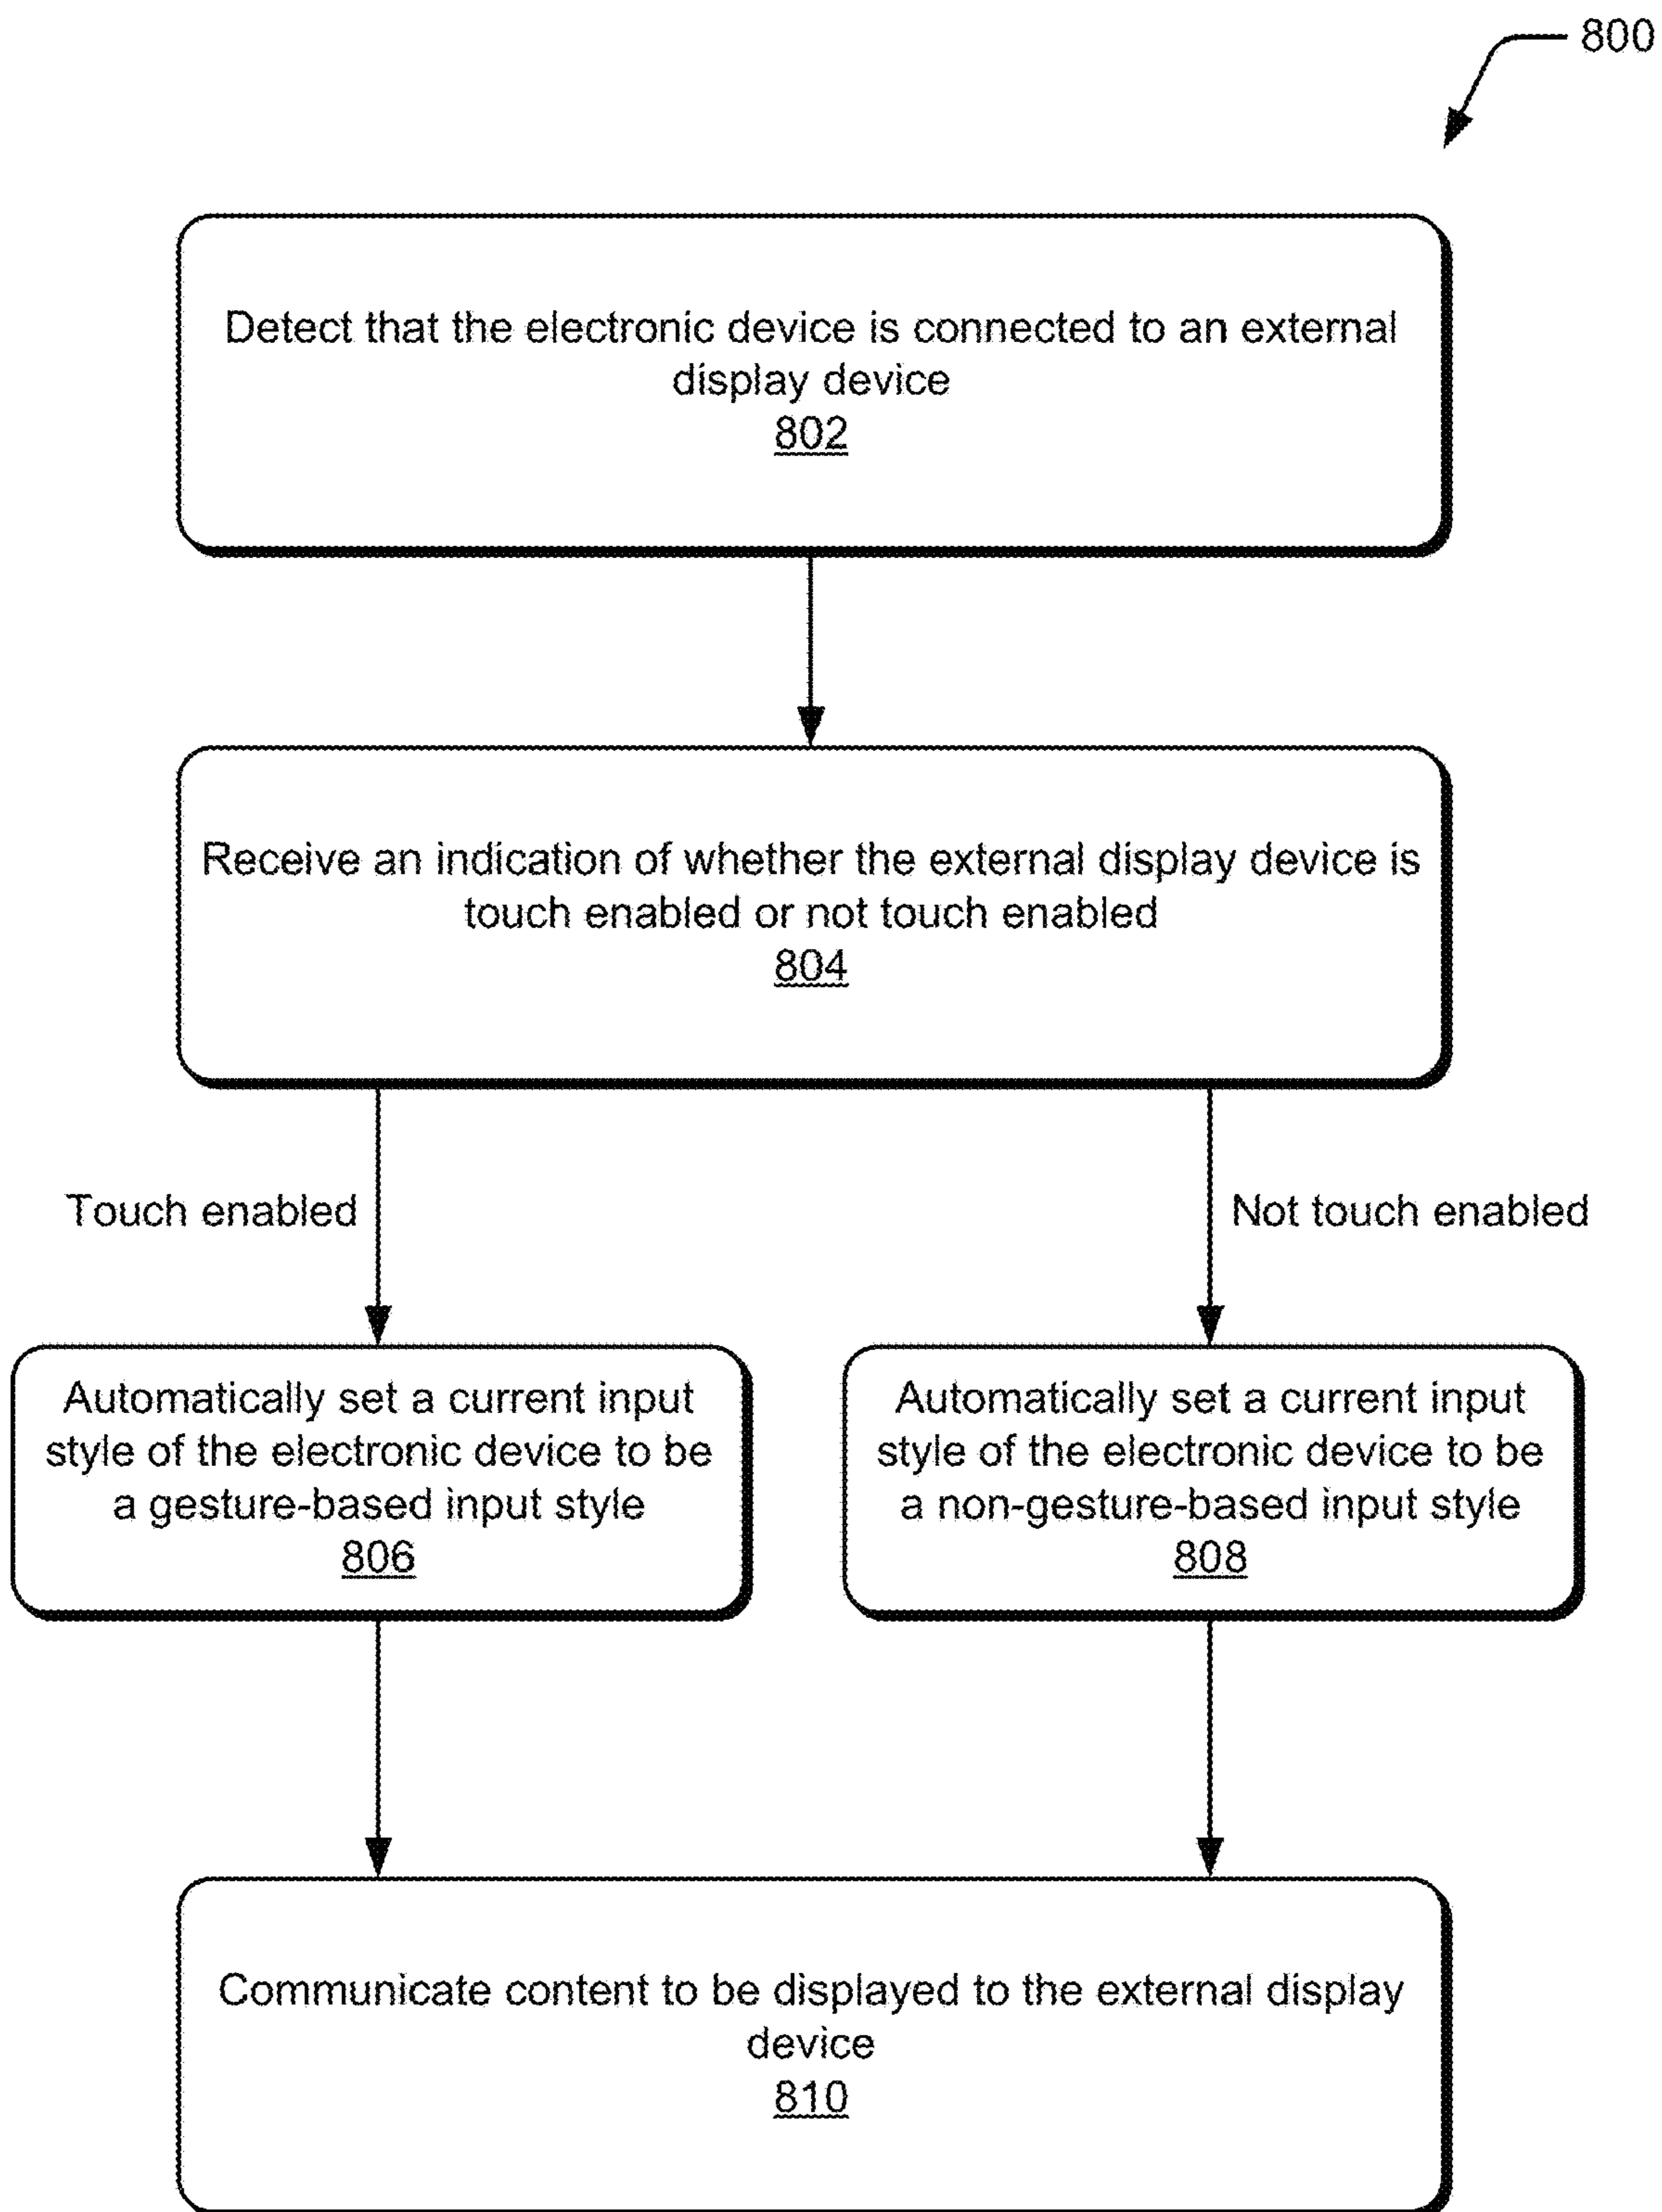 800
Detect that the electronic device is connected to an external
display device
802
Receive an indication of whether the external display device is
touch enabled or not touch enabled
804
Touch enabled
Not touch enabled
Automatically set a current input
style of the electronic device to be
a gesture-based input style
806
Automatically set a current input
style of the electronic device to be
a non-gesture-based input style
808
Communicate content to be displayed to the external display
device
810